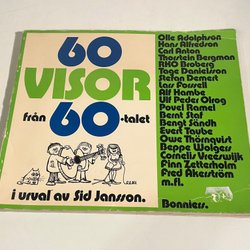 60
VISOR
från 60-talet
i urval av Sid Jansson.
Olle Adolphson
Hans Alfredson
Carl Anton
Thorstein Bergman
RHO Broberg
Tage Danielsson
Stefan Demert
Lars Forssell
Alf Hambe
Ulf Peder Olrog
Povel Ramel
Bernt Staf
Bengt Sändh
Evert Taube
Owe Thörnqvist
Beppe Wolgers
Cornelis Vreeswijk
Finn Zetterholm
Fred Åkerström
m.fl.
Bonniers.